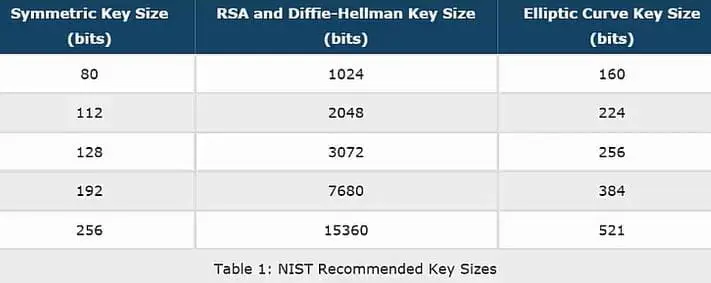 Symmetric Key Size RSA and Diffie-Hellman Key Size Elliptic Curve Key Size
(bits) (bits) (bits)
80 1024 160
112 2048 224
128 3072 256
192 7680 384
256 15360 521
Table 1: NIST Recommended Key Sizes